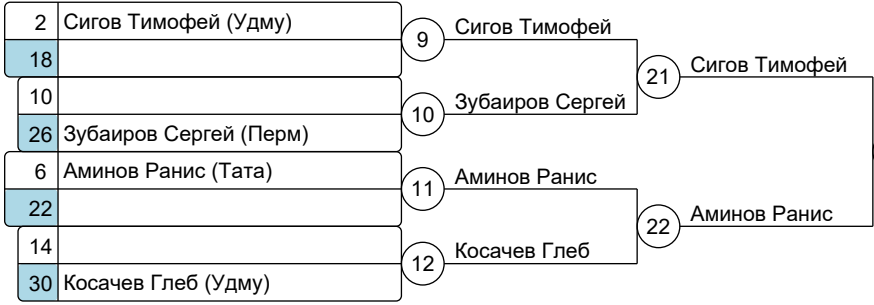 2 Сигов Тимофей (Удму)
18
9 Сигов Тимофей
10
26 Зубаиров Сергей (Перм)
10 Зубаиров Сергей
21 Сигов Тимофей
6 Аминов Ранис (Тата)
22
11 Аминов Ранис
14
30 Косачев Глеб (Удму)
12 Косачев Глеб
22 Аминов Ранис